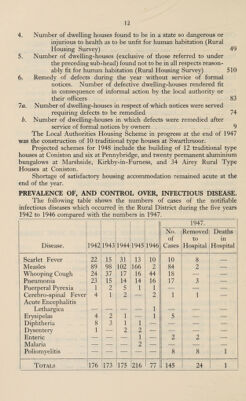 12
4. Number of dwelling houses found to be in a state so dangerous or
injurious to health as to be unfit for human habitation (Rural
Housing Survey) 49
5. Number of dwelling-houses (exclusive of those referred to under
the preceding sub-head) found not to be in all respects reason-
ably fit for human habitation (Rural Housing Survey) 510
6. Remedy of defects during the year without service of formal
notices. Number of defective dwelling-houses rendered fit
in consequence of informal action by the local authority or
their officers 83
7a. Number of dwelling-houses in respect of which notices were served
requiring defects to be remedied 74
b. Number of dwelling-houses in which defects were remedied after
service of formal notices by owners 9
The Local Authorities Housing Scheme in progress at the end of 1947
was the construction of 10 traditional type houses at Swarthmoor.
Projected schemes for 1948 include the building of 12 traditional type
houses at Coniston and six at Pennybridge, and twenty permanent aluminium
bungalows at Marshside, Kirkby-in-Furness, and 34 Airey Rural Type
Houses at Coniston.
Shortage of satisfactory housing accommodation remained acute at the
end of the year.
PREVALENCE OF, AND CONTROL OVER, INFECTIOUS DISEASE.
The following table shows the numbers of cases of the notifiable
infectious diseases which occurred in the Rural District during the five years
1942 to 1946 compared with the numbers in 1947.
1947.
No. Removed Deaths
of to in
Disease. 1942 1943 1944 1945 1946 Cases Hospital Hospital
Scarlet Fever 22 15 31 13 10 10 8 —
Measles 89 98 102 166 2 84 2 —
Whooping Cough 24 37 17 16 44 18 — —
Pneumonia 23 15 14 14 16 17 3 —
Puerperal Pyrexia 1 2 5 1 1 — — —
Cerebro-spinal Fever 4 1 2 — 2 1 1 —
Acute Encephalitis
Lethargica — — — — 1 — — —
Erysipelas 4 2 1 — 1 5 — —
Diphtheria 8 3 1 1 — — — —
Dysentery 1 — 2 2 — — — —
Enteric — — — 1 — 2 2 —
Malaria — — — 2 — — — —
Poliomyelitis — — — — — 8 8 1
Totals 176 173 175 216 77 145 24 1